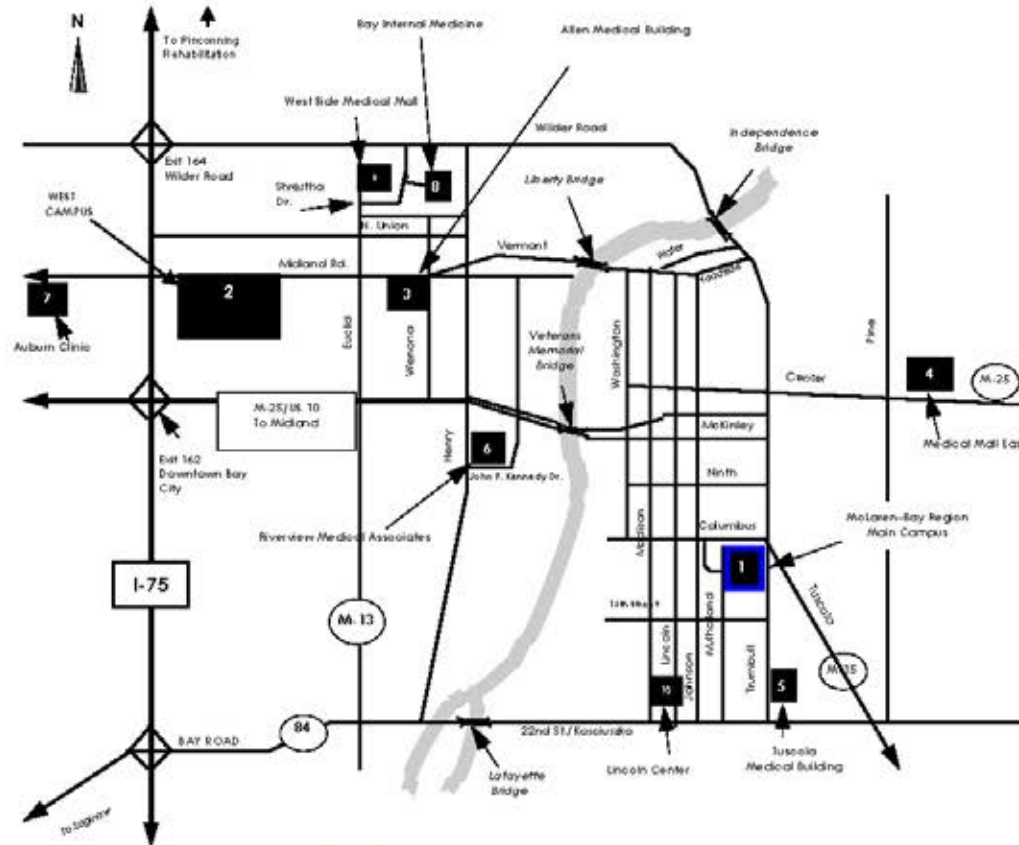 N
To Pinconning
Rehabilitation
Bay Internal Medicine
Allen Medical Building
West Side Medical Mall
Wilder Road
Independence
Bridge
Exit 164
Wilder Road
8
Shrestha
Dr.
Liberty Bridge
WEST
CAMPUS
N. Union
Vermont
Water
Midland Rd.
7
2
3
Auburn Clinic
Euclid
Wenona
Veterans
Memorial
Bridge
Washington
Pine
4
M-25
Center
M-25/US 10
To Midland
McKinley
Medical Mall Eas
Exit 162
Downtown Bay
City
Henry
6
John F. Kennedy Dr.
Ninth
Riverview Medical Associates
Madison
Columbus
McLaren-Bay Region
Main Campus
I-75
1
Tuscola
M-13
Lincoln
Johnson
Trumbull
M-15
10
5
84
BAY ROAD
22nd St./Kosciuszko
Lafayette
Bridge
Lincoln Center
Tuscola
Medical Building
To Saginaw